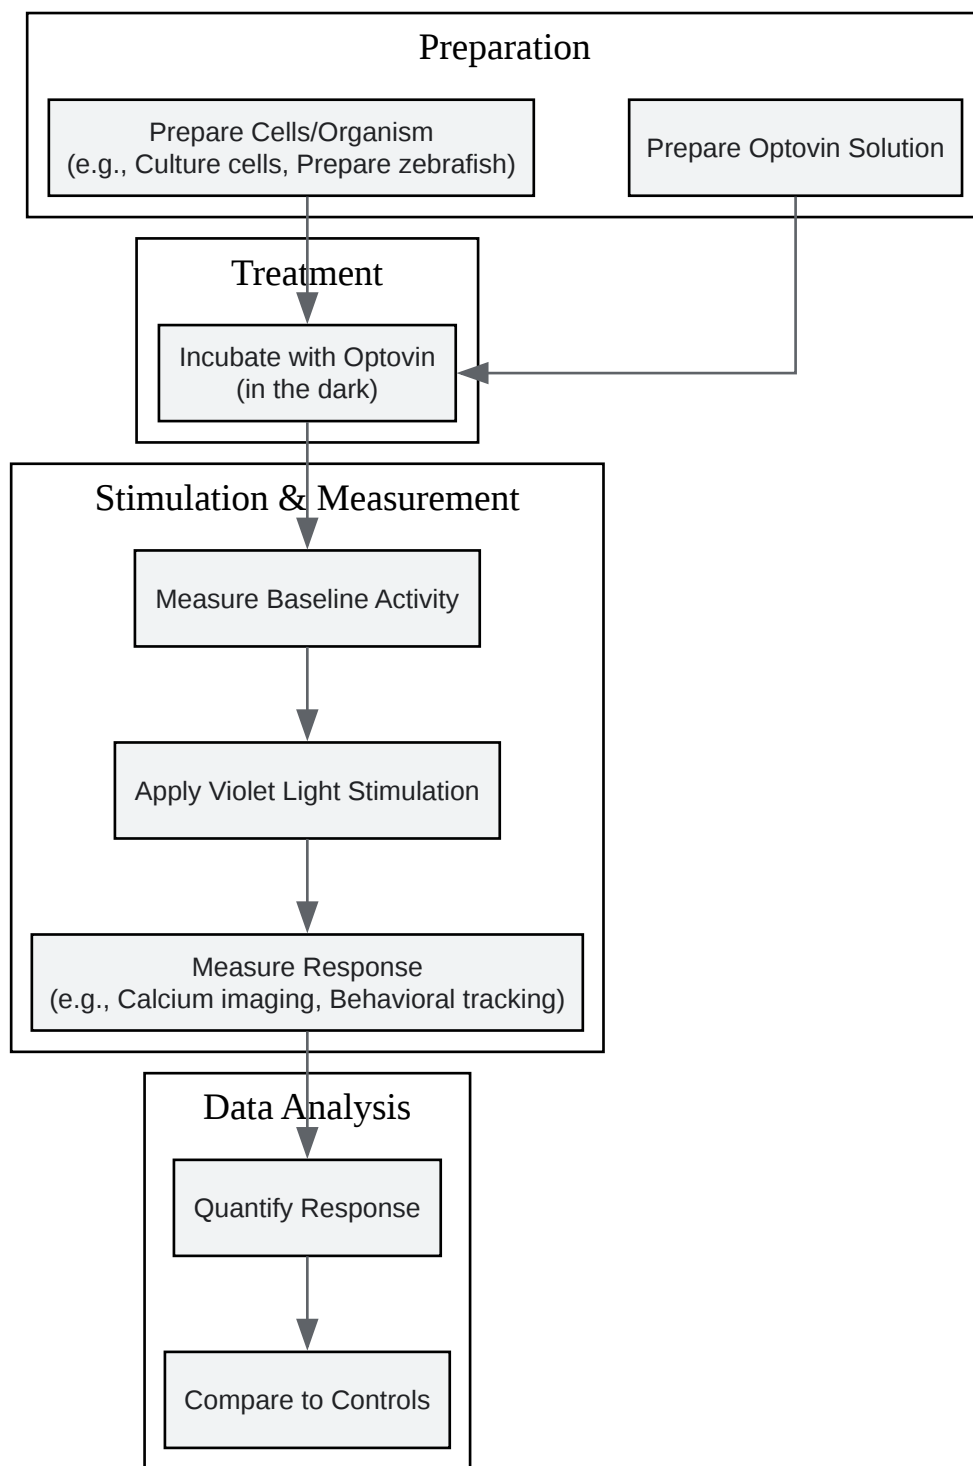 Preparation
Prepare Cells/Organism
(e.g., Culture cells, Prepare zebrafish)
Prepare Optovin Solution
Treatment
Incubate with Optovin
(in the dark)
Stimulation & Measurement
Measure Baseline Activity
Apply Violet Light Stimulation
Measure Response
(e.g., Calcium imaging, Behavioral tracking)
Data Analysis
Quantify Response
Compare to Controls